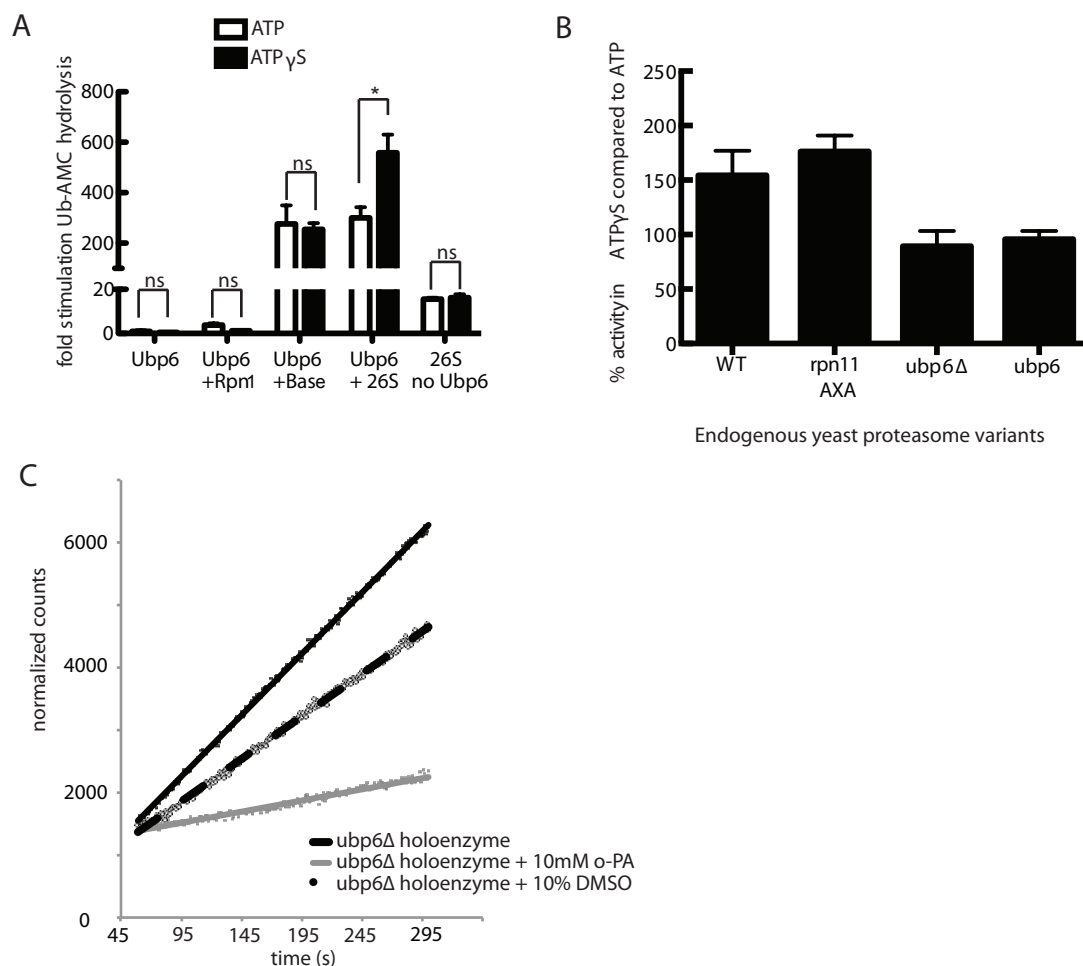 A
ATP
ATPγS
fold stimulation Ub-AMC hydrolysis
800
600
400
200
20
0
ns
ns
ns
*
ns
Ubp6
Ubp6
+Rpn1
Ubp6
+Base
Ubp6
+ 26S
26S
no Ubp6
B
% activity in ATPγS compared to ATP
250
200
150
100
50
0
WT
rpn11
AXA
ubp6Δ
ubp6
Endogenous yeast proteasome variants
C
normalized counts
6000
4000
2000
0
45
95
145
195
245
295
time (s)
ubp6Δ holoenzyme
ubp6Δ holoenzyme + 10mM o-PA
ubp6Δ holoenzyme + 10% DMSO